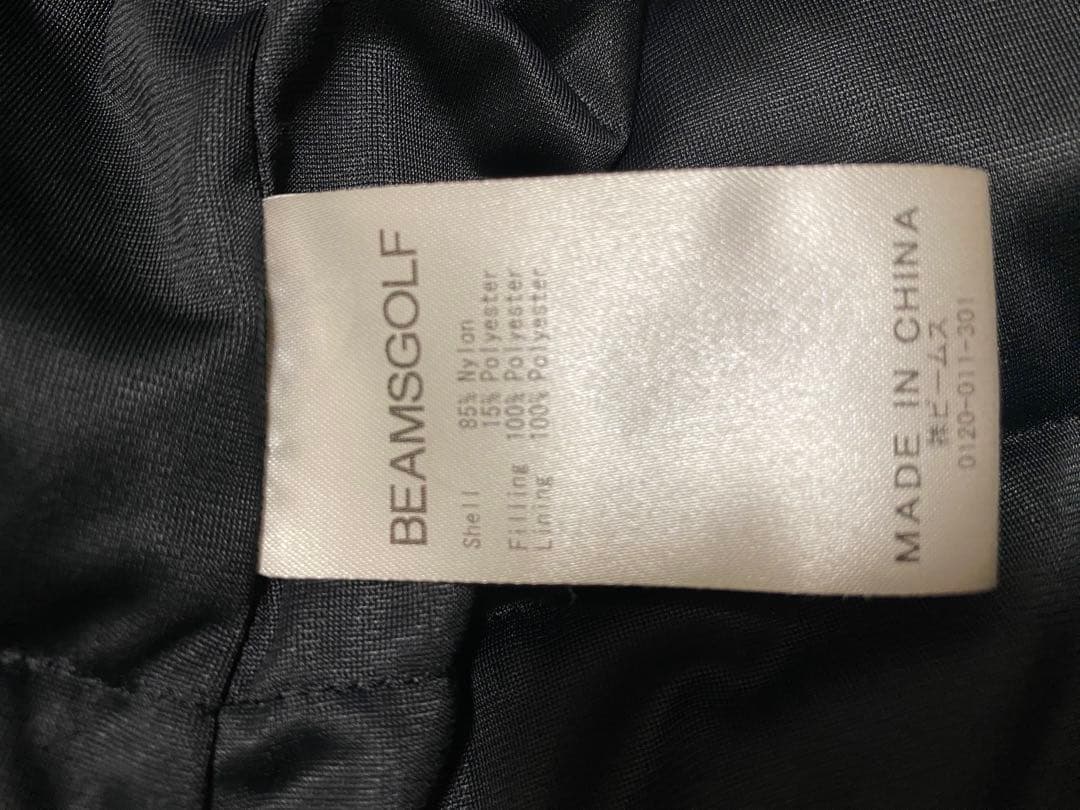 BEAMSGOLF
Shell 85% Nylon
15% Polyester
Filling 100% Polyester
Lining 100% Polyester
MADE IN CHINA
㈱ビームス
0120-011-301